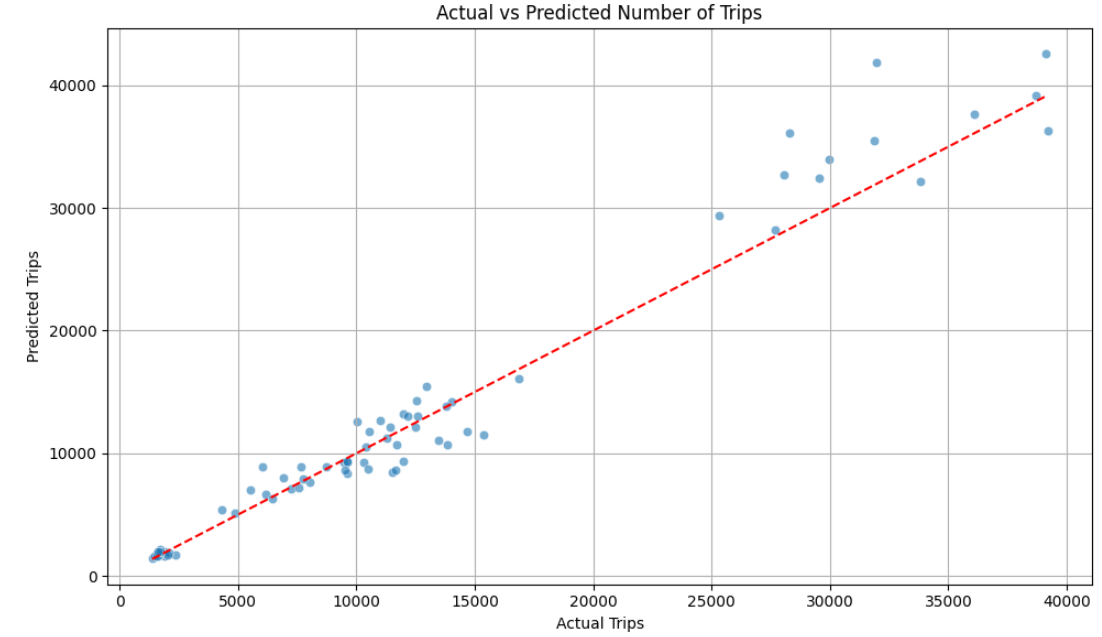 Actual vs Predicted Number of Trips
Predicted Trips
40000
30000
20000
10000
0
0 5000 10000 15000 20000 25000 30000 35000 40000
Actual Trips